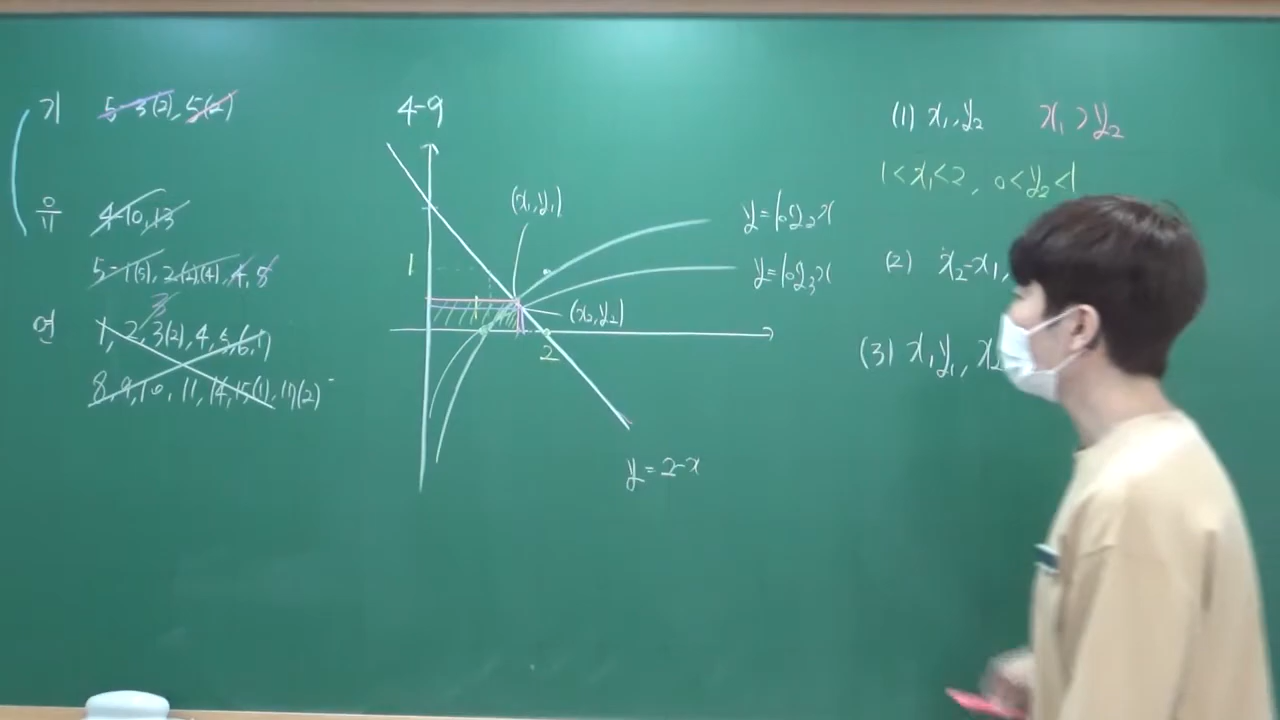 기 5-3(2), 5(2)
유 4-10, 13
5-1(5), 2(2)(4), 4, 5
3
연 1, 2, 3(2), 4, 5, 6, 7
8, 9, 10, 11, 14, 15(1), 17(2)
4-9
(x₁, y₁)
y=log₂x
1
y=log₃x
1
(x₂, y₂)
2
y=2-x
(1) x₁, y₂ x₁>y₂
1<x₁<2, 0<y₂<1
(2) x₂-x₁,
(3) x₁y₁, x₂